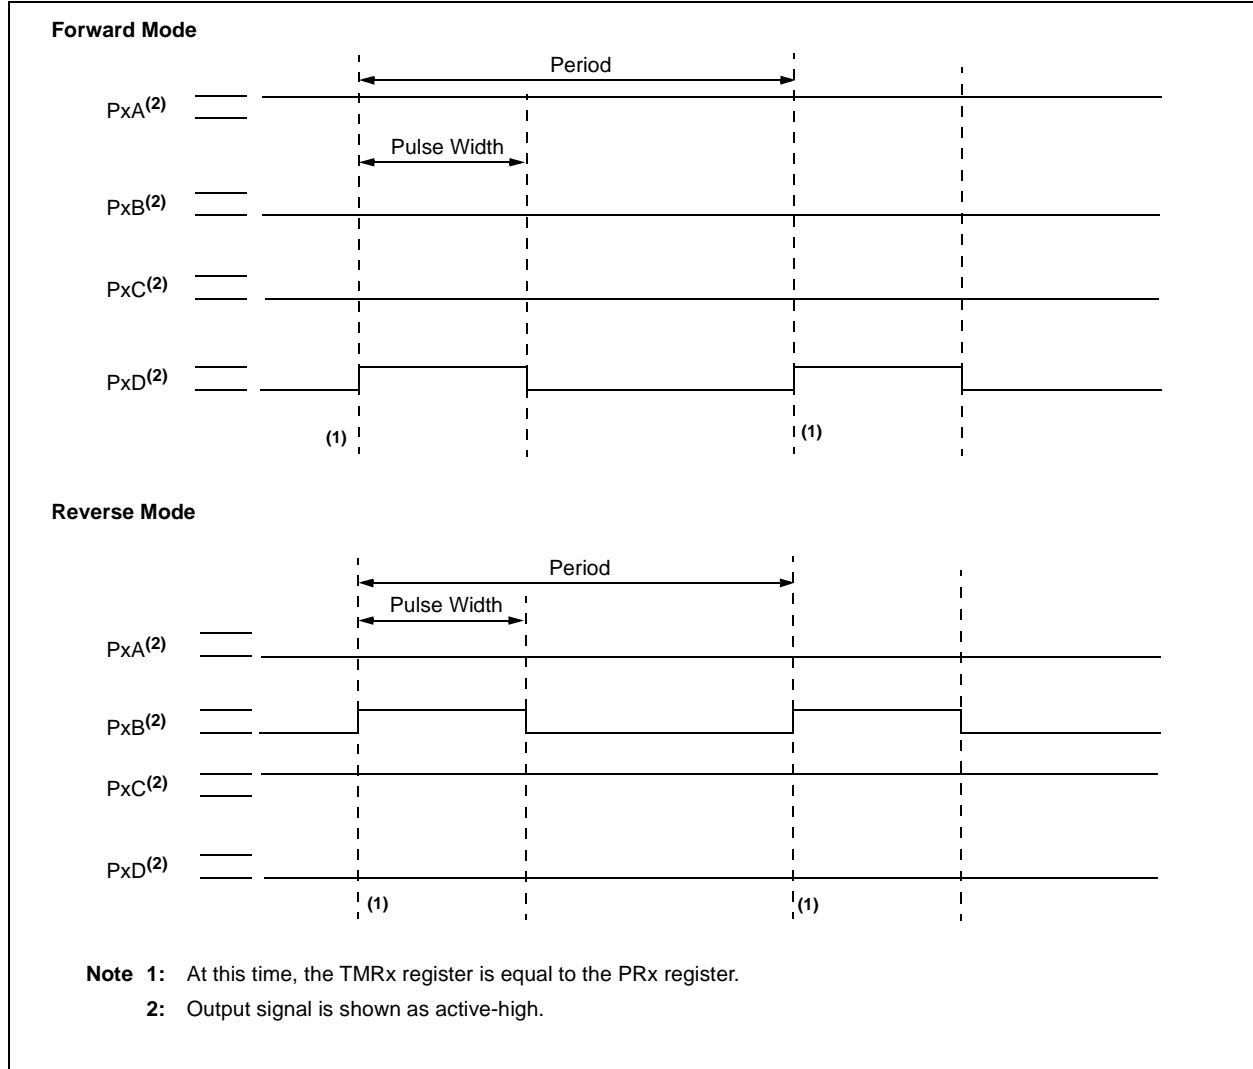 Forward Mode
Period
PxA(2)
Pulse Width
PxB(2)
PxC(2)
PxD(2)
(1) (1)
Reverse Mode
Period
Pulse Width
PxA(2)
PxB(2)
PxC(2)
PxD(2)
(1) (1)
Note 1: At this time, the TMRx register is equal to the PRx register.
2: Output signal is shown as active-high.